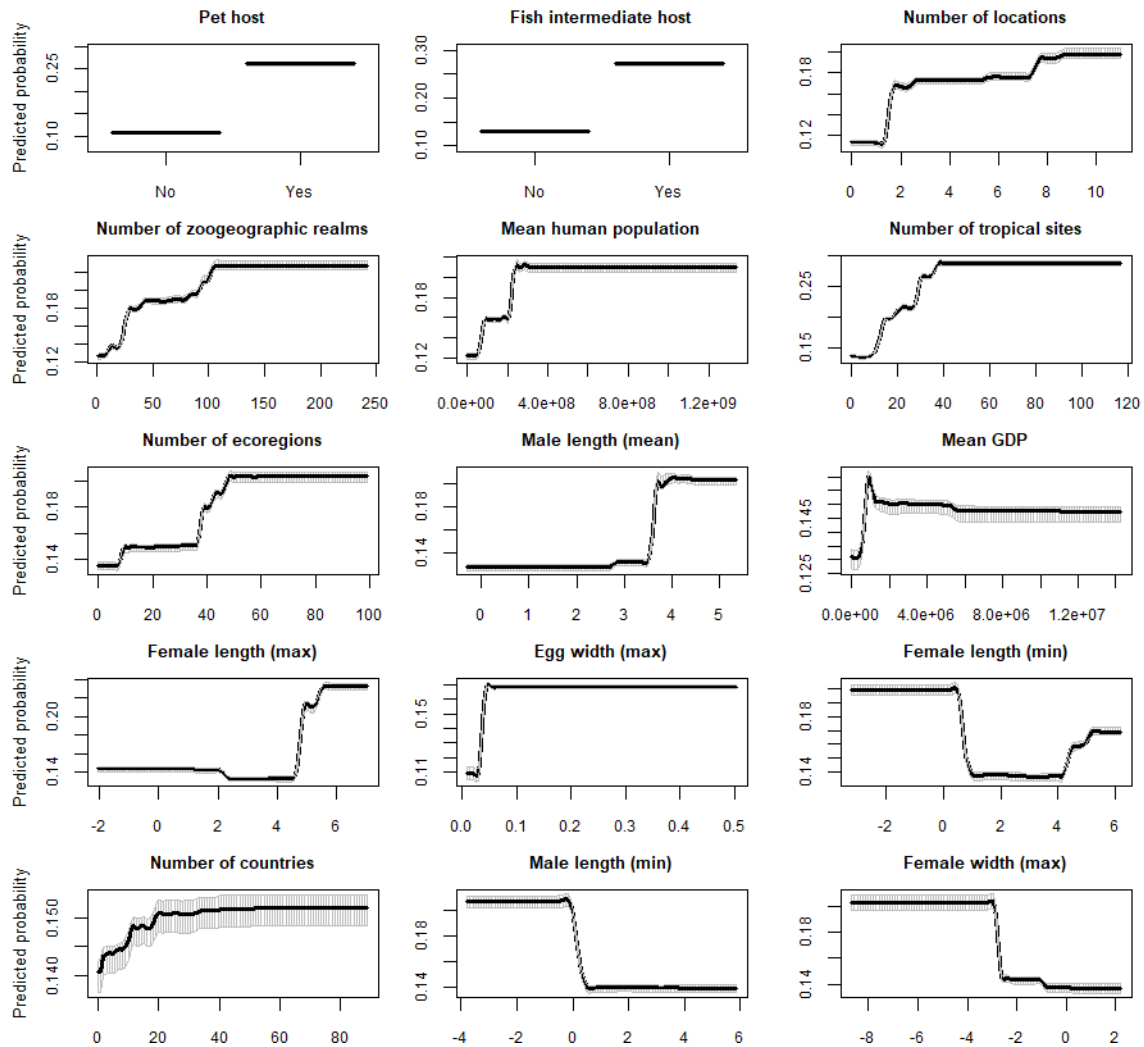 Pet host
Fish intermediate host
Number of locations
Predicted probability
0.10 0.25
No Yes
0.10 0.20 0.30
No Yes
0.12 0.18
0 2 4 6 8 10
Number of zoogeographic realms
Mean human population
Number of tropical sites
Predicted probability
0.12 0.18
0 50 100 150 200 250
0.12 0.18
0.0e+00 4.0e+08 8.0e+08 1.2e+09
0.15 0.25
0 20 40 60 80 100 120
Number of ecoregions
Male length (mean)
Mean GDP
Predicted probability
0.14 0.18
0 20 40 60 80 100
0.14 0.18
0 1 2 3 4 5
0.125 0.145
0.0e+00 4.0e+06 8.0e+06 1.2e+07
Female length (max)
Egg width (max)
Female length (min)
Predicted probability
0.14 0.20
-2 0 2 4 6
0.11 0.15
0.0 0.1 0.2 0.3 0.4 0.5
0.14 0.18
-2 0 2 4 6
Number of countries
Male length (min)
Female width (max)
Predicted probability
0.140 0.150
0 20 40 60 80
0.14 0.18
-4 -2 0 2 4 6
0.14 0.18
-8 -6 -4 -2 0 2